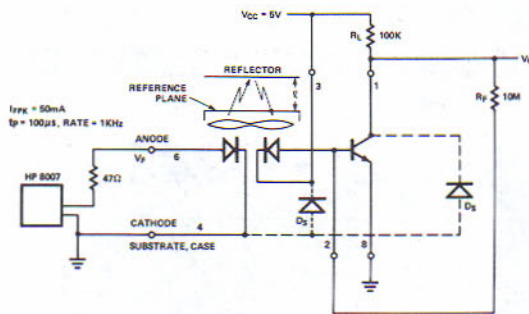 VCC = 5V
RL
100K
REFLECTOR
REFERENCE
PLANE
3
1
RF
10M
IFPK = 50mA
tP = 100µs, RATE = 1KHz
ANODE
VF
6
HP 8007
47Ω
DS
DS
CATHODE
4
SUBSTRATE, CASE
2
8